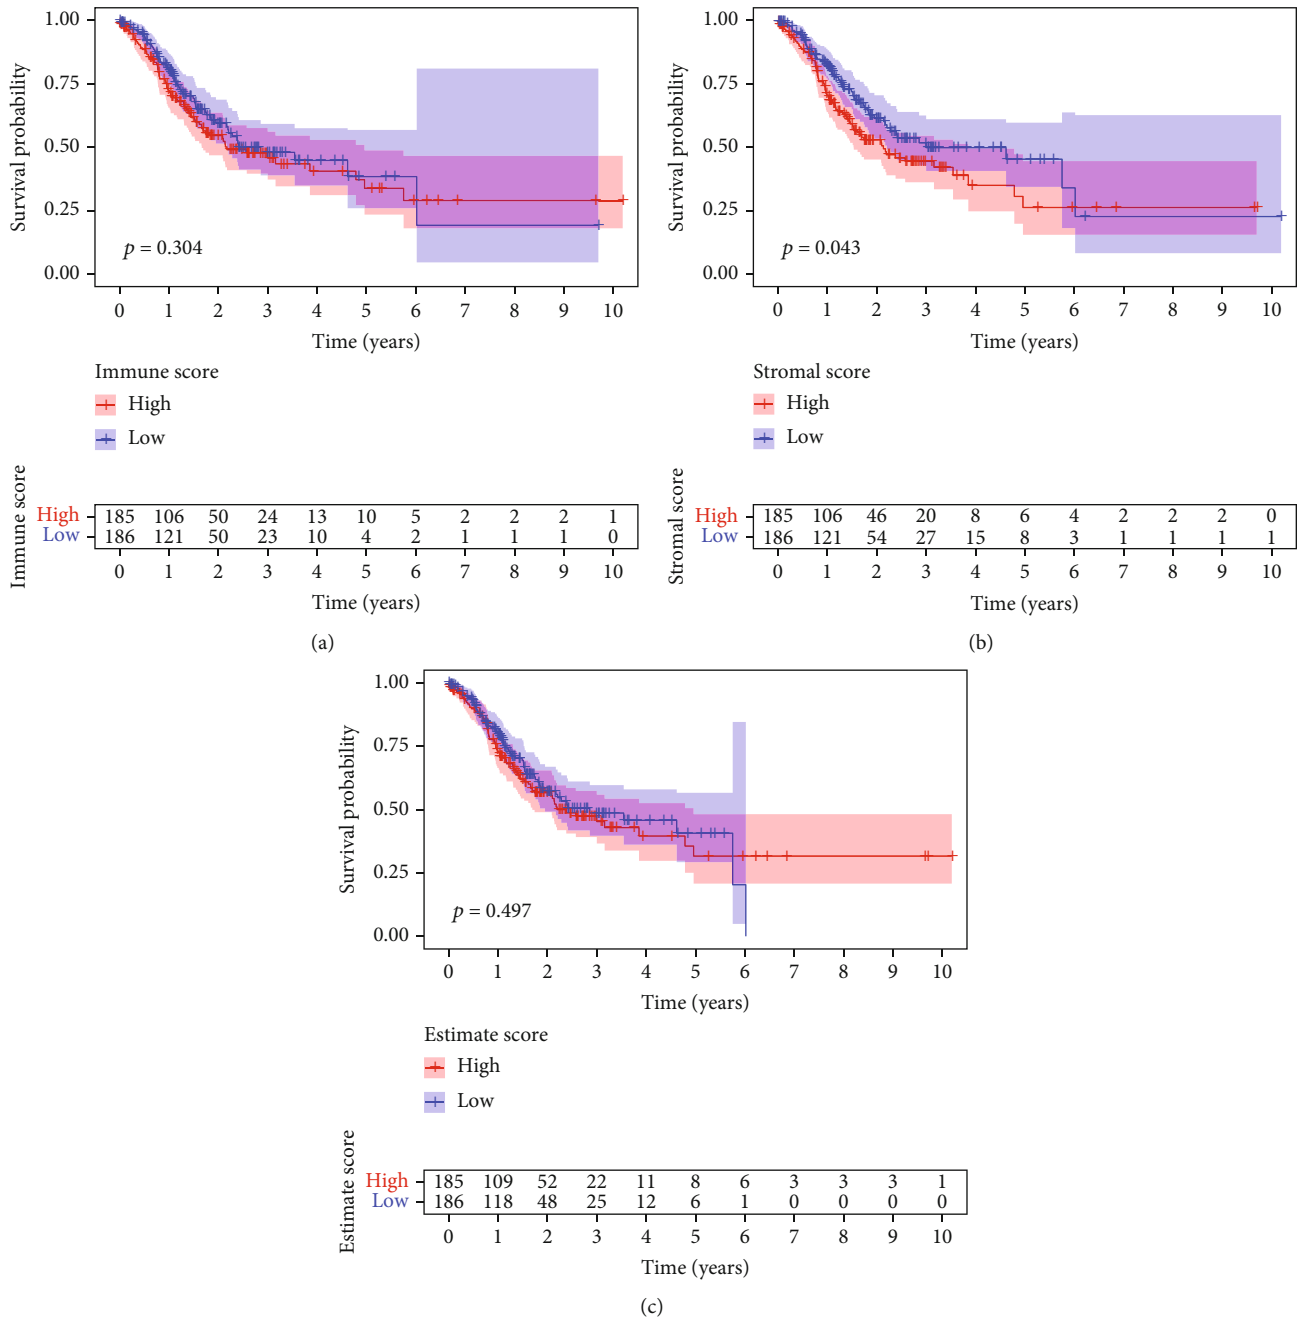 1.00
0.75
0.50
0.25
0.00
Survival probability
p = 0.304
0 1 2 3 4 5 6 7 8 9 10
Time (years)
Immune score
High
Low
Immune score
High 185 106 50 24 13 10 5 2 2 2 1
Low 186 121 50 23 10 4 2 1 1 1 0
0 1 2 3 4 5 6 7 8 9 10
Time (years)
(a)
1.00
0.75
0.50
0.25
0.00
Survival probability
p = 0.043
0 1 2 3 4 5 6 7 8 9 10
Time (years)
Stromal score
High
Low
Stromal score
High 185 106 46 20 8 6 4 2 2 2 0
Low 186 121 54 27 15 8 3 1 1 1 1
0 1 2 3 4 5 6 7 8 9 10
Time (years)
(b)
1.00
0.75
0.50
0.25
0.00
Survival probability
p = 0.497
0 1 2 3 4 5 6 7 8 9 10
Time (years)
Estimate score
High
Low
Estimate score
High 185 109 52 22 11 8 6 3 3 3 1
Low 186 118 48 25 12 6 1 0 0 0 0
0 1 2 3 4 5 6 7 8 9 10
Time (years)
(c)